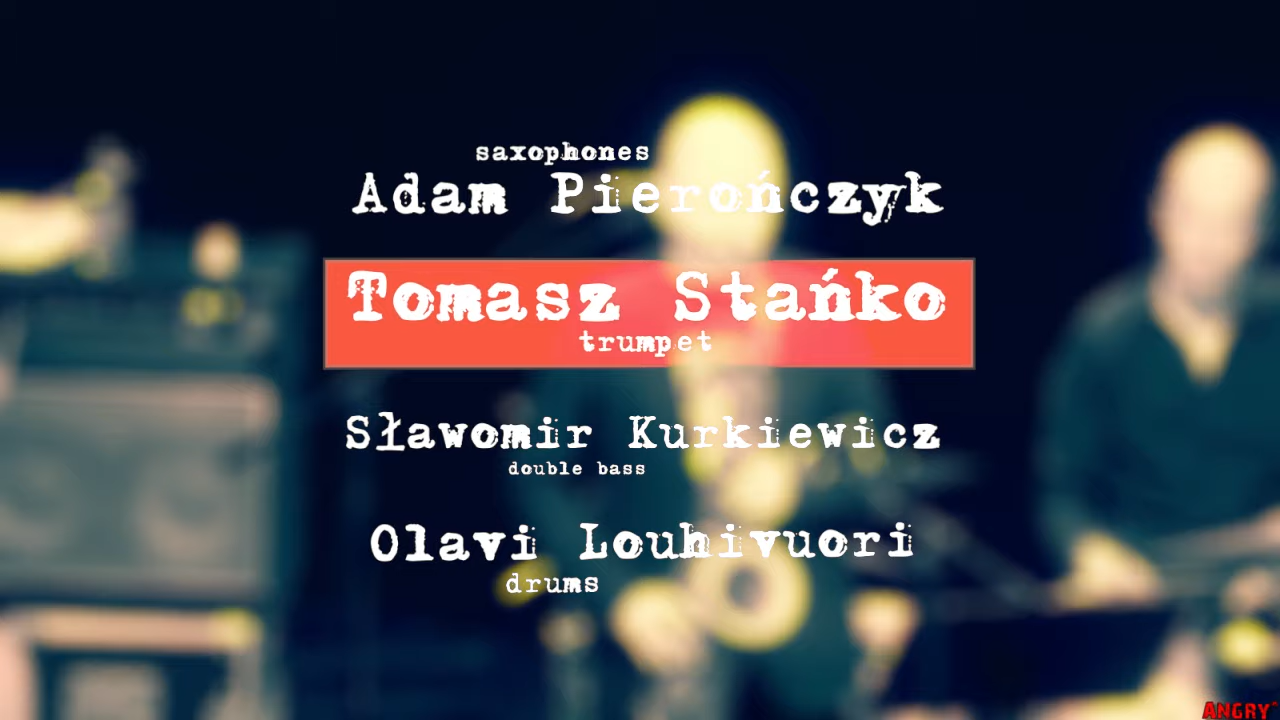 saxophones
Adam Pierończyk
Tomasz Stańko
trumpet
Sławomir Kurkiewicz
double bass
Olavi Louhivuori
drums
ANGRY